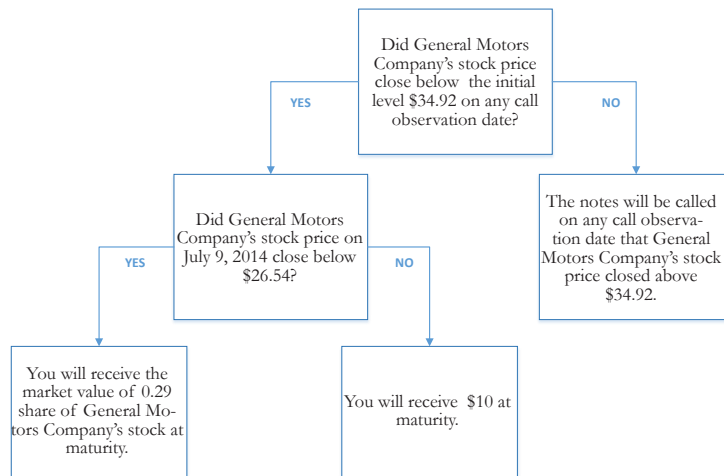 Did General Motors
Company's stock price
close below the initial
level $34.92 on any call
observation date?
YES
NO
Did General Motors
Company's stock price on
July 9, 2014 close below
$26.54?
The notes will be called
on any call observa-
tion date that General
Motors Company's stock
price closed above
$34.92.
YES
NO
You will receive the
market value of 0.29
share of General Mo-
tors Company's stock at
maturity.
You will receive $10 at
maturity.